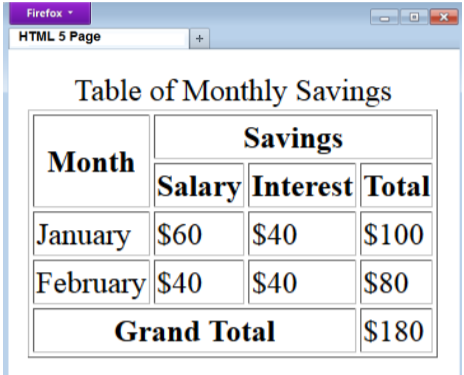 Firefox
HTML 5 Page
+
Table of Monthly Savings
Month Savings
Salary Interest Total
January $60 $40 $100
February $40 $40 $80
Grand Total $180